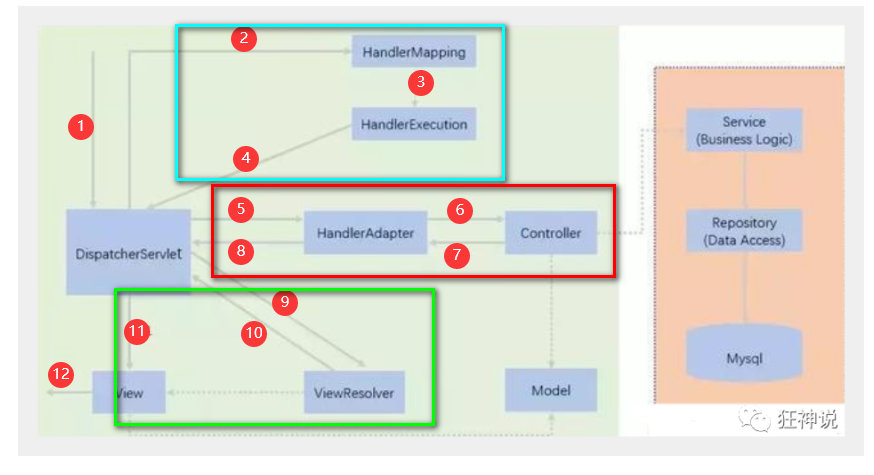 2
HandlerMapping
3
1
HandlerExecution
Service
(Business Logic)
4
5
6
HandlerAdapter
Controller
Repository
(Data Access)
DispatcherServlet
8
7
9
11
10
12
View
ViewResolver
Model
Mysql
狂神说